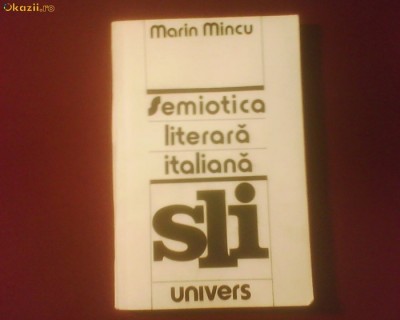 Okazii.ro
Marin Mincu
Semiotica
literară
italiană
sli
univers